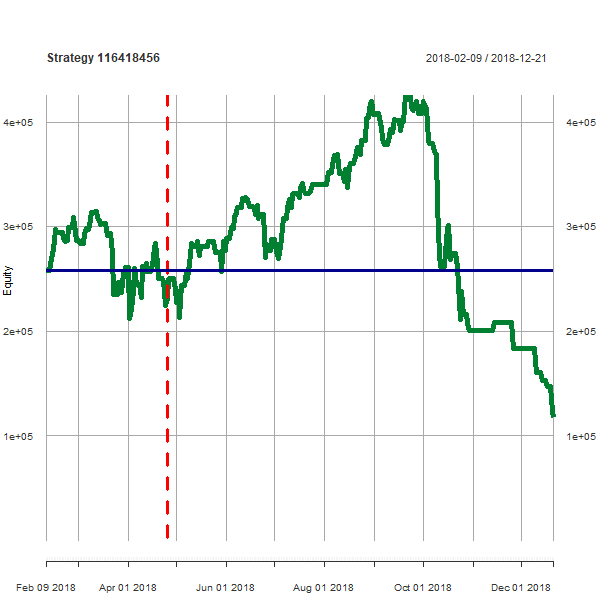 Strategy 116418456
2018-02-09 / 2018-12-21
4e+05
4e+05
3e+05
3e+05
Equity
2e+05
2e+05
1e+05
1e+05
Feb 09 2018
Apr 01 2018
Jun 01 2018
Aug 01 2018
Oct 01 2018
Dec 01 2018